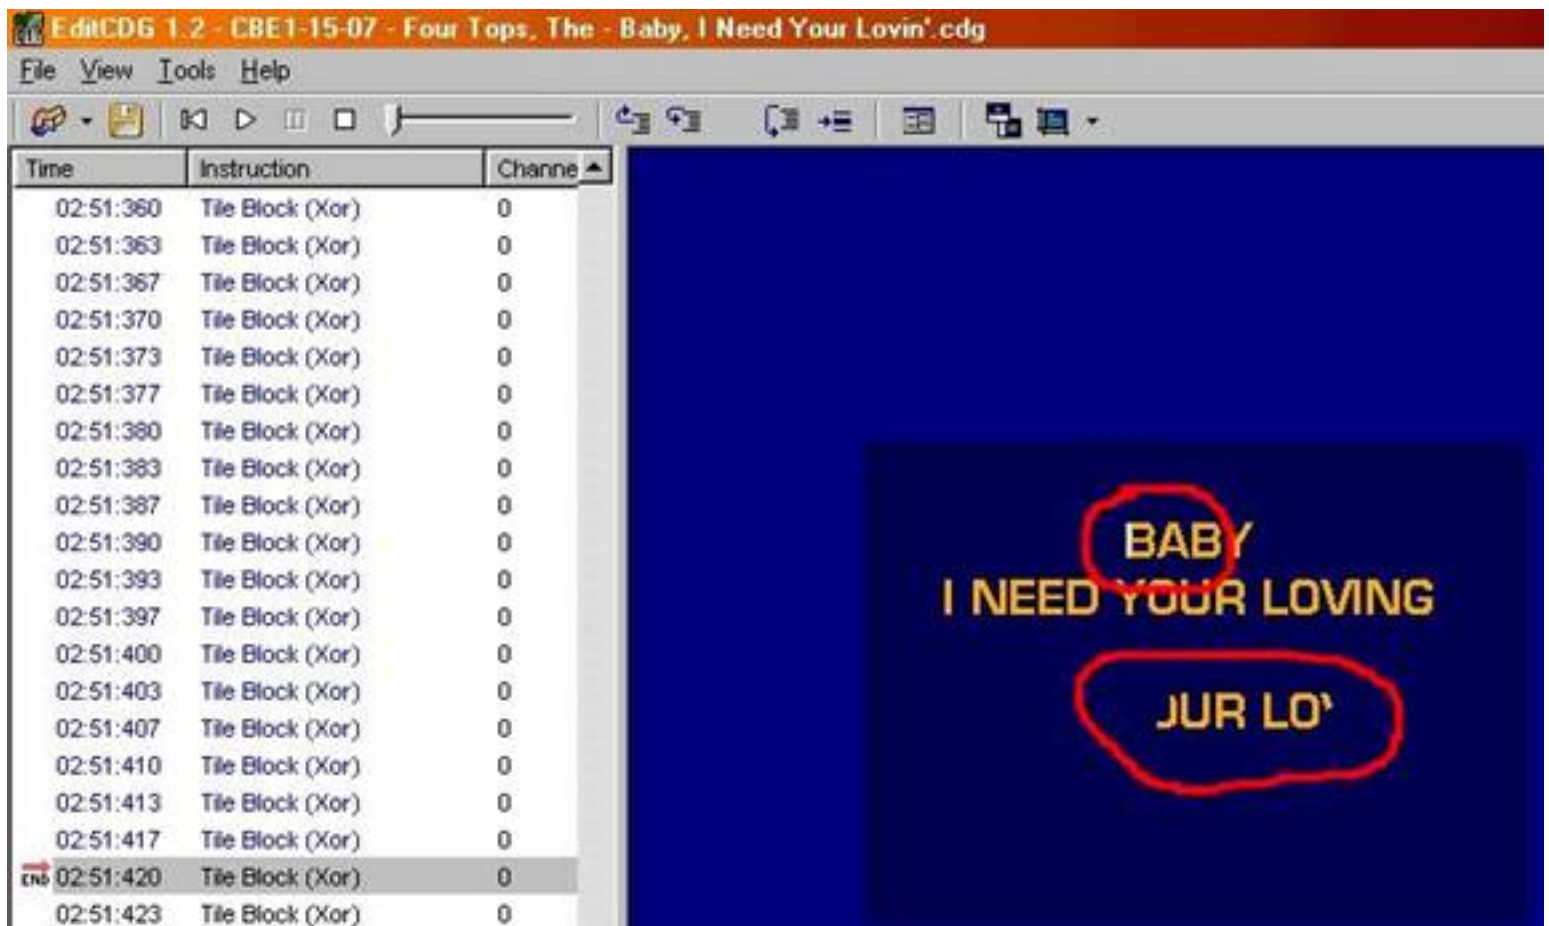 EditCDG 1.2 - CBE1-15-07 - Four Tops, The - Baby, I Need Your Lovin'.cdg
File View Tools Help
Time Instruction Channe
02:51:360 Tile Block (Xor) 0
02:51:363 Tile Block (Xor) 0
02:51:367 Tile Block (Xor) 0
02:51:370 Tile Block (Xor) 0
02:51:373 Tile Block (Xor) 0
02:51:377 Tile Block (Xor) 0
02:51:380 Tile Block (Xor) 0
02:51:383 Tile Block (Xor) 0
02:51:387 Tile Block (Xor) 0
02:51:390 Tile Block (Xor) 0
02:51:393 Tile Block (Xor) 0
02:51:397 Tile Block (Xor) 0
02:51:400 Tile Block (Xor) 0
02:51:403 Tile Block (Xor) 0
02:51:407 Tile Block (Xor) 0
02:51:410 Tile Block (Xor) 0
02:51:413 Tile Block (Xor) 0
02:51:417 Tile Block (Xor) 0
END 02:51:420 Tile Block (Xor) 0
02:51:423 Tile Block (Xor) 0
BABY
I NEED YOUR LOVING
JUR LO'